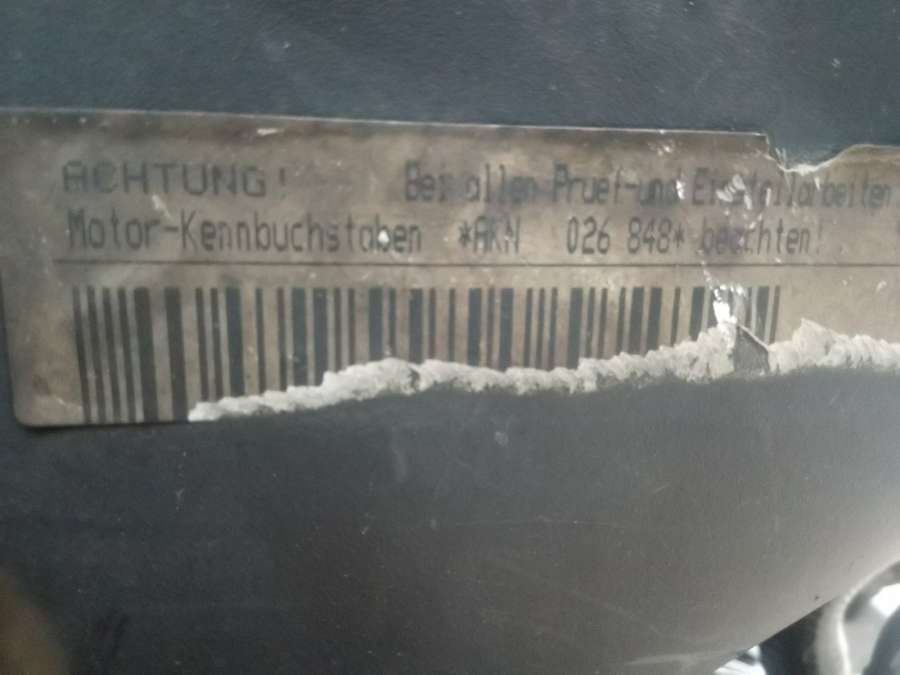 ACHTUNG! Bei allen Pruef-und Einstellarbeiten
Motor-Kennbuchstaben *AKN 026 848* beachten!